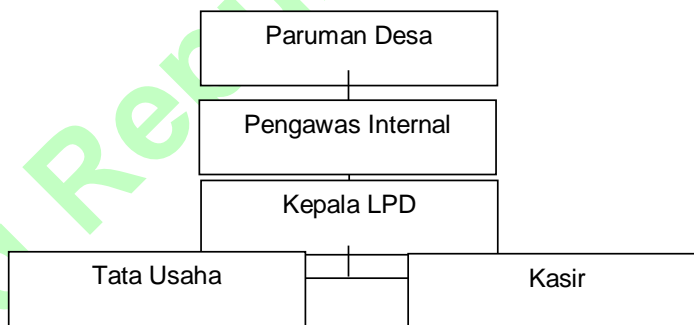 Paruman Desa
Pengawas Internal
Kepala LPD
Tata Usaha
Kasir